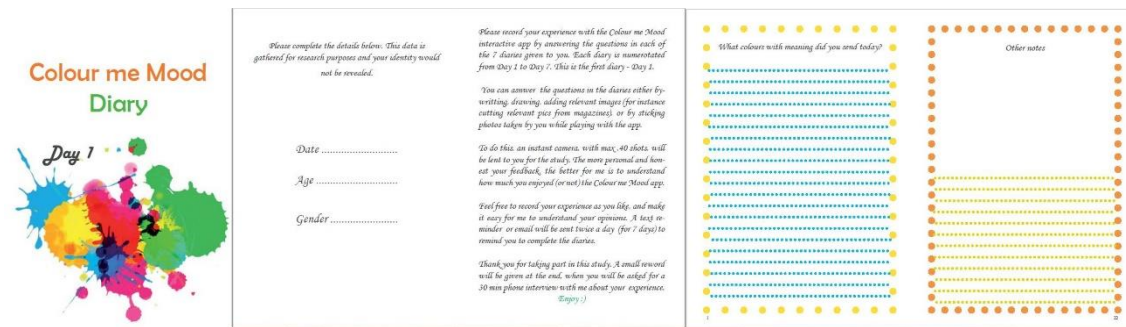 Colour me Mood
Diary
Day 1
Please complete the details below. This data is
gathered for research purposes and your identity would
not be revealed.
Date ..........................
Age ............................
Gender .......................
Please record your experience with the Colour me Mood
interactive app by answering the questions in each of
the 7 diaries given to you. Each diary is numerotated
from Day 1 to Day 7. This is the first diary - Day 1.
You can answer the questions in the diaries either by-
writting, drawing, adding relevant images (for instance
cutting relevant pics from magazines), or by sticking
photos taken by you while playing with the app.
To do this, an instant camera, with max .40 shots, will
be lent to you for the study. The more personal and hon-
est your feedback, the better for me is to understand
how much you enjoyed (or not) the Colour me Mood app.
Feel free to record your experience as you like, and make
it easy for me to understand your opinions. A text re-
minder or email will be sent twice a day (for 7 days) to
remind you to complete the diaries.
Thank you for taking part in this study. A small reword
will be given at the end, when you will be asked for a
30 min phone interview with me about your experience.
Enjoy :)
What colours with meaning did you send today?
Other notes